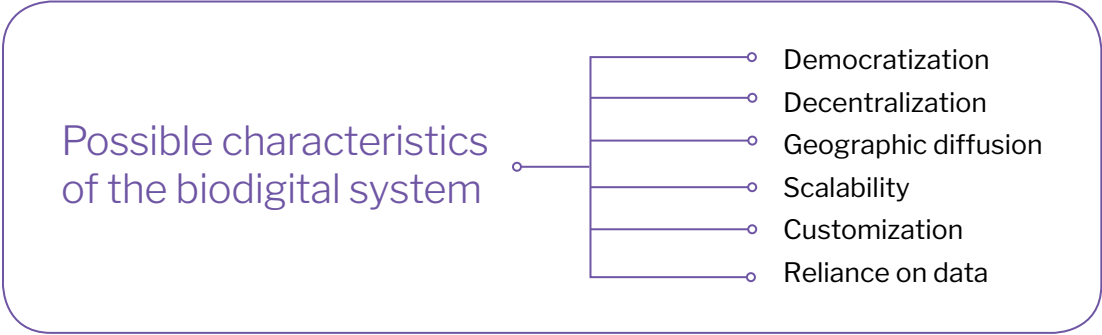 Possible characteristics
of the biodigital system
Democratization
Decentralization
Geographic diffusion
Scalability
Customization
Reliance on data